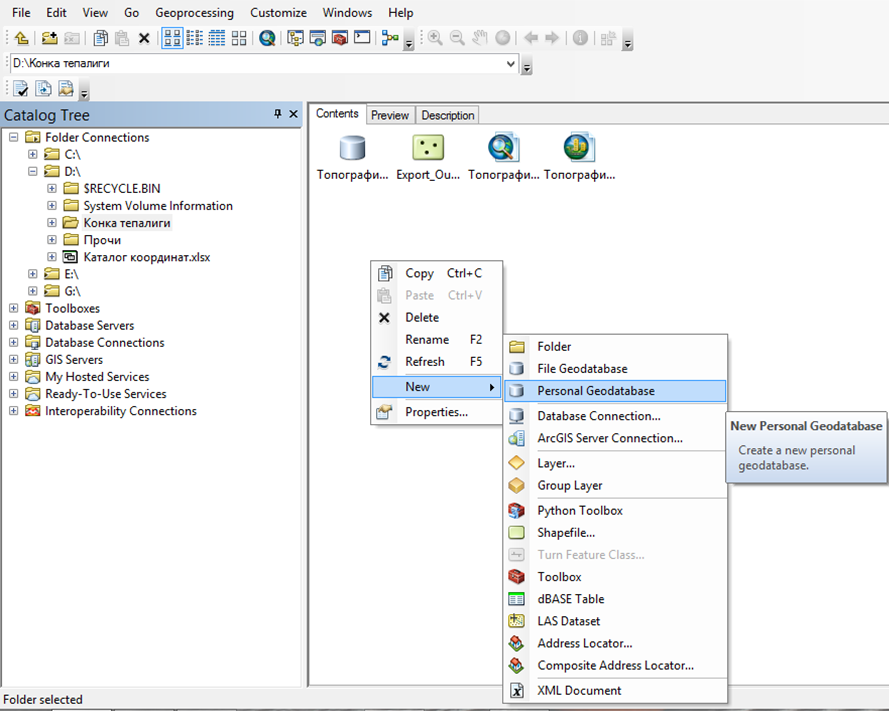 File Edit View Go Geoprocessing Customize Windows Help
D:\Конка тепалиги
Catalog Tree
Folder Connections
C:\
D:\
$RECYCLE.BIN
System Volume Information
Конка тепалиги
Прочи
Каталог координат.xlsx
E:\
G:\
Toolboxes
Database Servers
Database Connections
GIS Servers
My Hosted Services
Ready-To-Use Services
Interoperability Connections
Contents Preview Description
Топографи... Export_Ou... Топографи... Топографи...
Copy Ctrl+C
Paste Ctrl+V
Delete
Rename F2
Refresh F5
New
Properties...
Folder
File Geodatabase
Personal Geodatabase
Database Connection...
ArcGIS Server Connection...
Layer...
Group Layer
Python Toolbox
Shapefile...
Turn Feature Class...
Toolbox
dBASE Table
LAS Dataset
Address Locator...
Composite Address Locator...
XML Document
New Personal Geodatabase
Create a new personal
geodatabase.
Folder selected